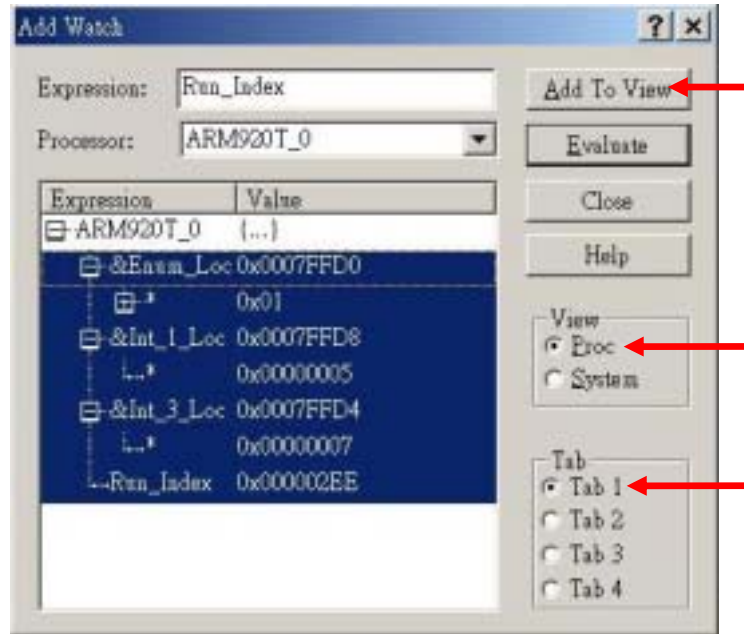 Add Watch
Expression: Run_Index
Add To View
Processor: ARM920T_0
Evaluate
Expression Value
Close
ARM920T_0 {...}
Help
&Enum_Loc 0x0007FFD0
* 0x01
&Int_1_Loc 0x0007FFD8
* 0x00000005
&Int_3_Loc 0x0007FFD4
* 0x00000007
Run_Index 0x000002EE
View
Proc
System
Tab
Tab 1
Tab 2
Tab 3
Tab 4